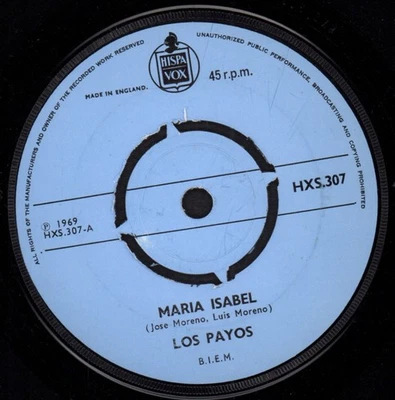 ALL RIGHTS OF THE MANUFACTURERS AND OWNER OF THE RECORDED WORK RESERVED
UNAUTHORIZED PUBLIC PERFORMANCE, BROADCASTING AND COPYING PROHIBITED
HISPA
VOX
45 r.p.m.
MADE IN ENGLAND.
HXS.307
℗ 1969
HXS.307-A
MARIA ISABEL
(Jose Moreno, Luis Moreno)
LOS PAYOS
B.I.E.M.